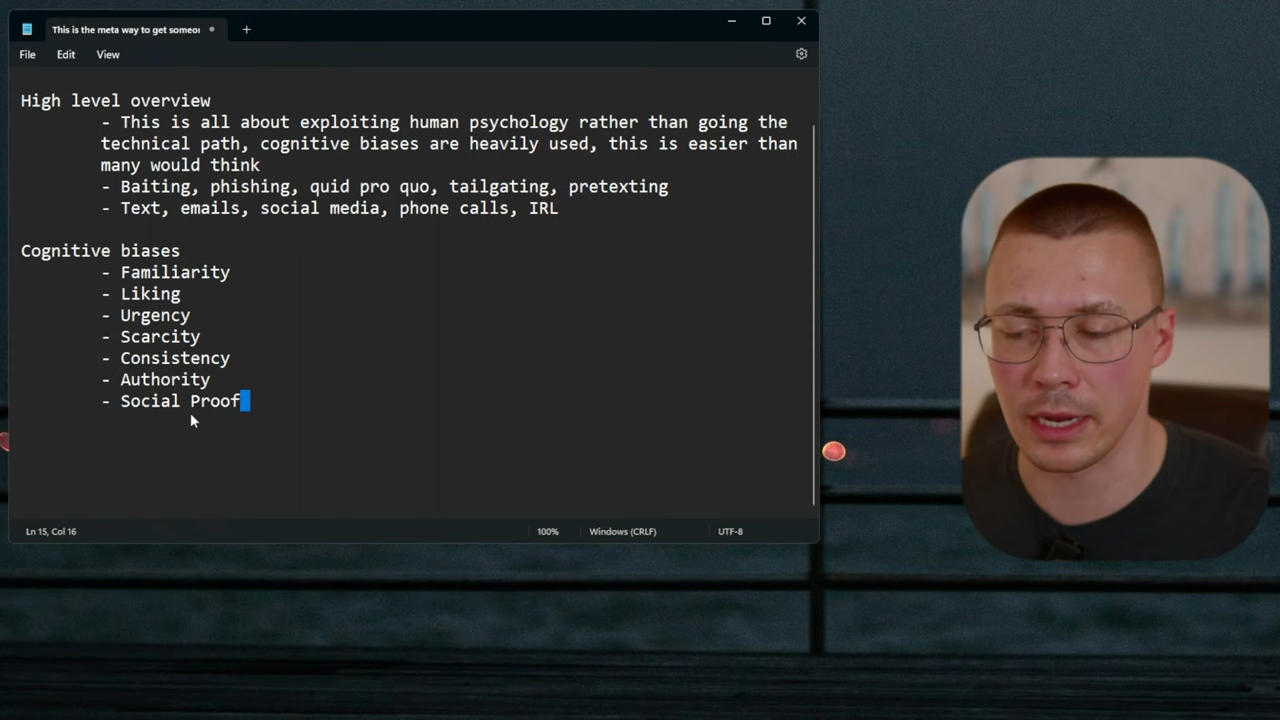 This is the meta way to get someo
File Edit View
High level overview
- This is all about exploiting human psychology rather than going the
technical path, cognitive biases are heavily used, this is easier than
many would think
- Baiting, phishing, quid pro quo, tailgating, pretexting
- Text, emails, social media, phone calls, IRL
Cognitive biases
- Familiarity
- Liking
- Urgency
- Scarcity
- Consistency
- Authority
- Social Proof
Ln 15, Col 16 100% Windows (CRLF) UTF-8